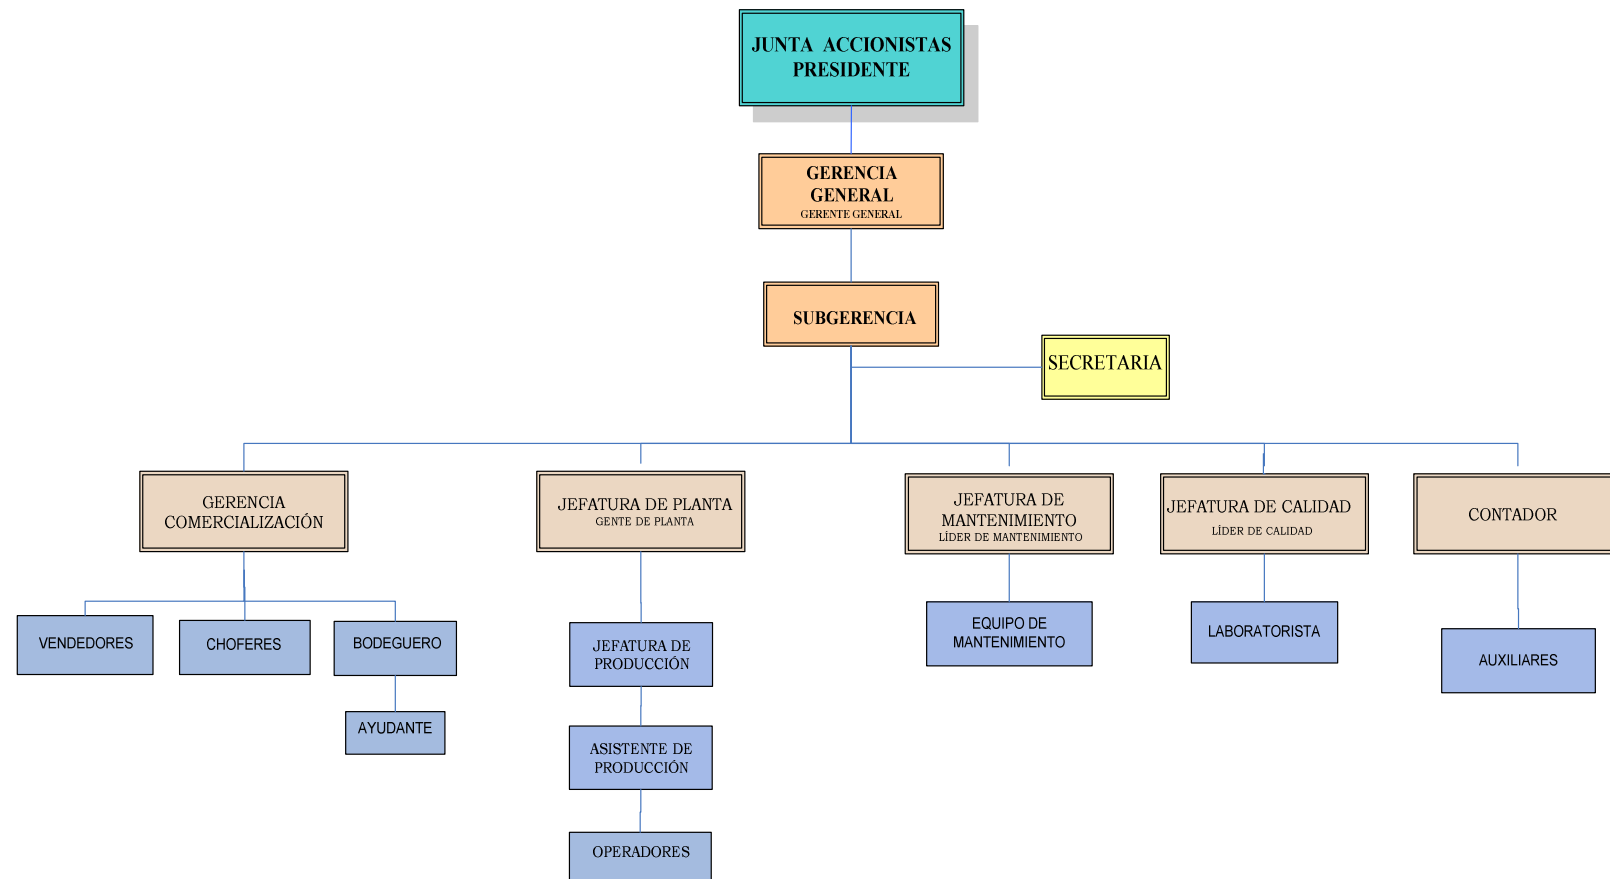 JUNTA ACCIONISTAS
PRESIDENTE
GERENCIA
GENERAL
GERENTE GENERAL
SUBGERENCIA
SECRETARIA
GERENCIA
COMERCIALIZACIÓN
JEFATURA DE PLANTA
GENTE DE PLANTA
JEFATURA DE
MANTENIMIENTO
LÍDER DE MANTENIMIENTO
JEFATURA DE CALIDAD
LÍDER DE CALIDAD
CONTADOR
VENDEDORES
CHOFERES
BODEGUERO
AYUDANTE
JEFATURA DE
PRODUCCIÓN
ASISTENTE DE
PRODUCCIÓN
OPERADORES
EQUIPO DE
MANTENIMIENTO
LABORATORISTA
AUXILIARES